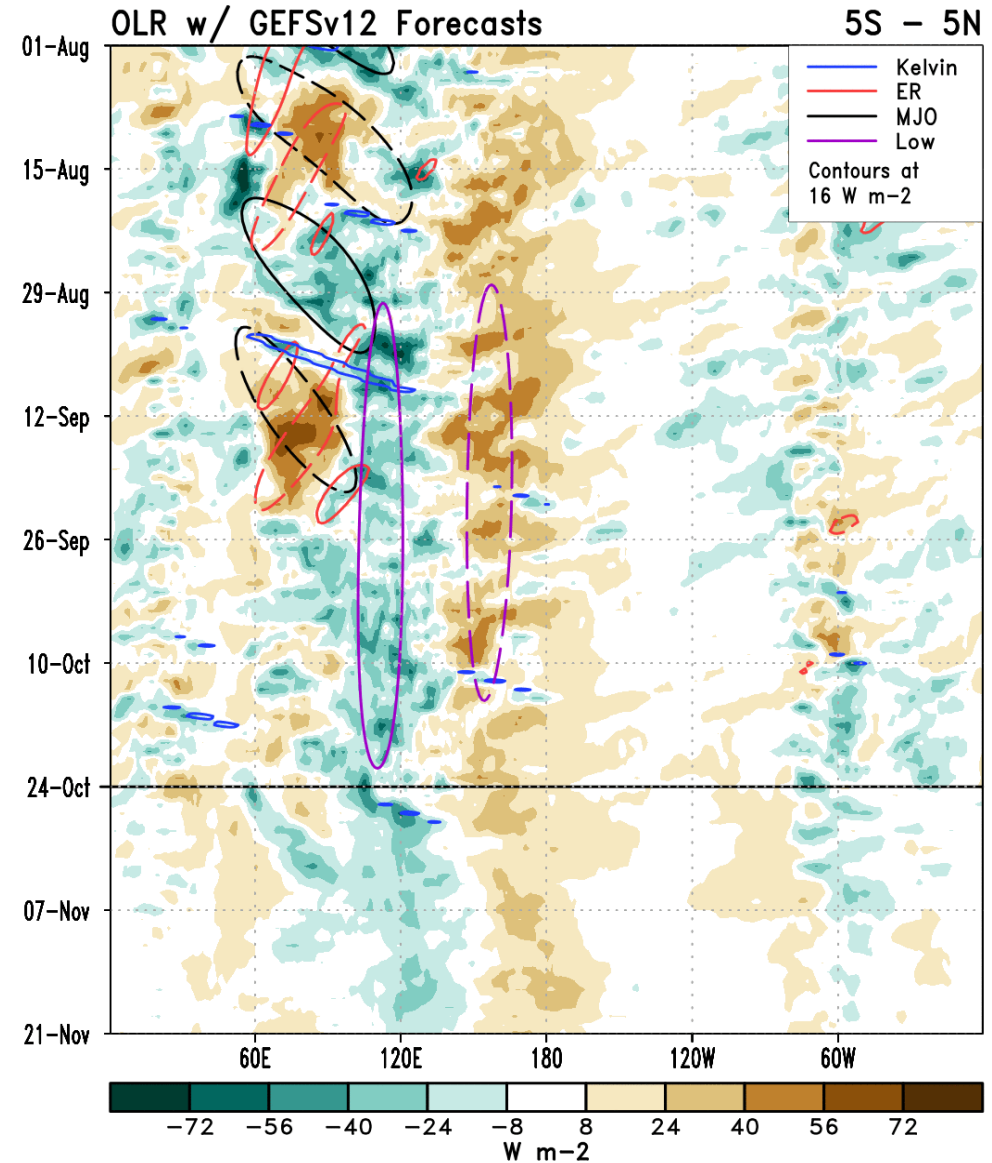 OLR w/ GEFSv12 Forecasts 5S – 5N
01-Aug
15-Aug
29-Aug
12-Sep
26-Sep
10-Oct
24-Oct
07-Nov
21-Nov
Kelvin
ER
MJO
Low
Contours at
16 W m-2
60E 120E 180 120W 60W
-72 -56 -40 -24 -8 8 24 40 56 72
W m-2